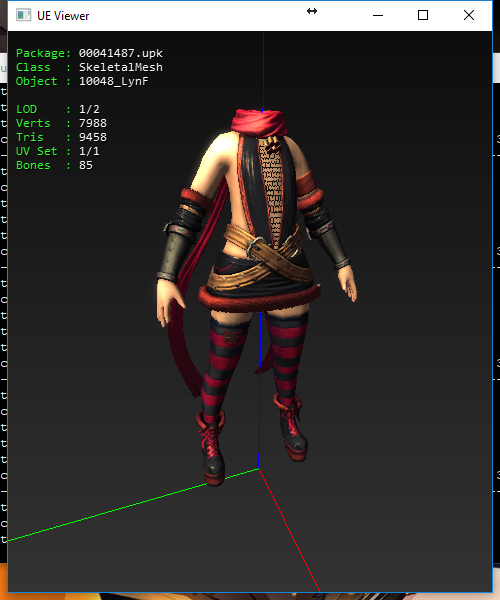 UE Viewer
Package: 00041487.upk
Class : SkeletalMesh
Object : 10048_LynF
LOD : 1/2
Verts : 7988
Tris : 9458
UV Set : 1/1
Bones : 85